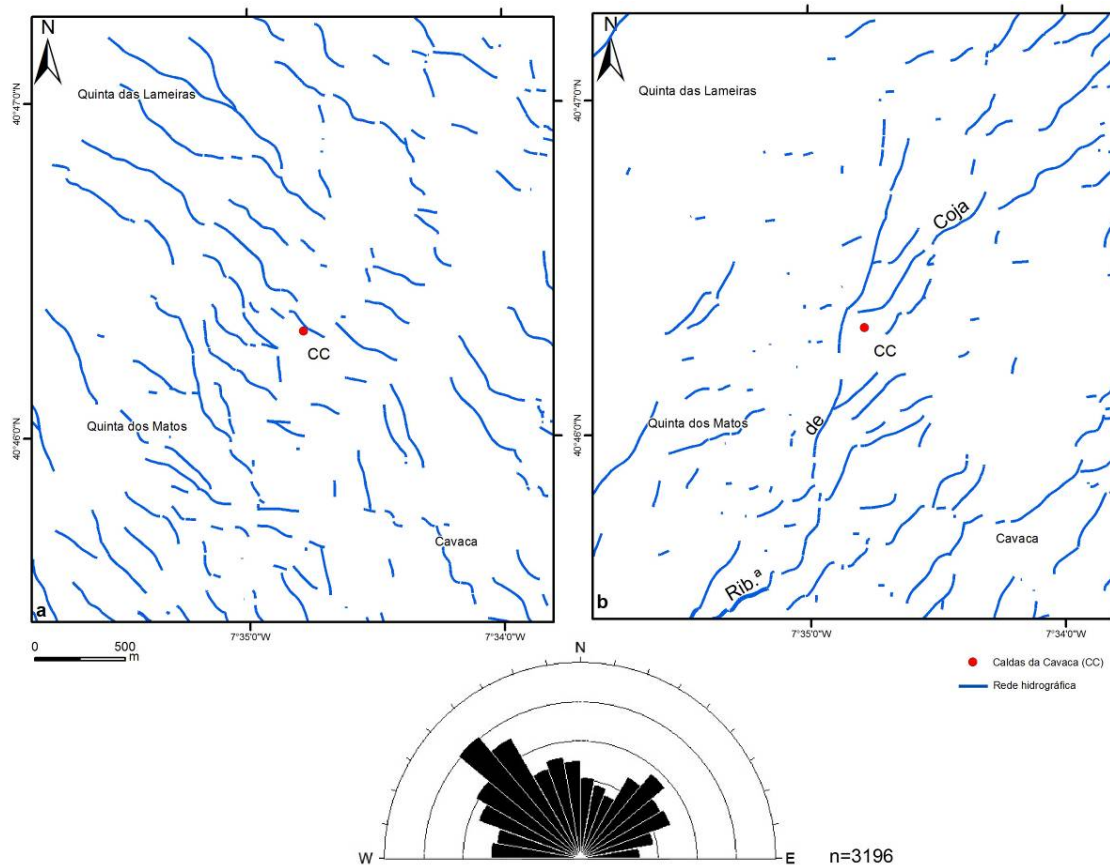 N
Quinta das Lameiras
40°47'0"N
CC
Quinta dos Matos
40°46'0"N
Cavaca
a
7°35'0"W
7°34'0"W
0 500
m
N
Quinta das Lameiras
40°47'0"N
Coja
CC
de
Quinta dos Matos
40°46'0"N
Cavaca
Rib.ª
b
7°35'0"W
7°34'0"W
Caldas da Cavaca (CC)
Rede hidrográfica
N
W
E
n=3196